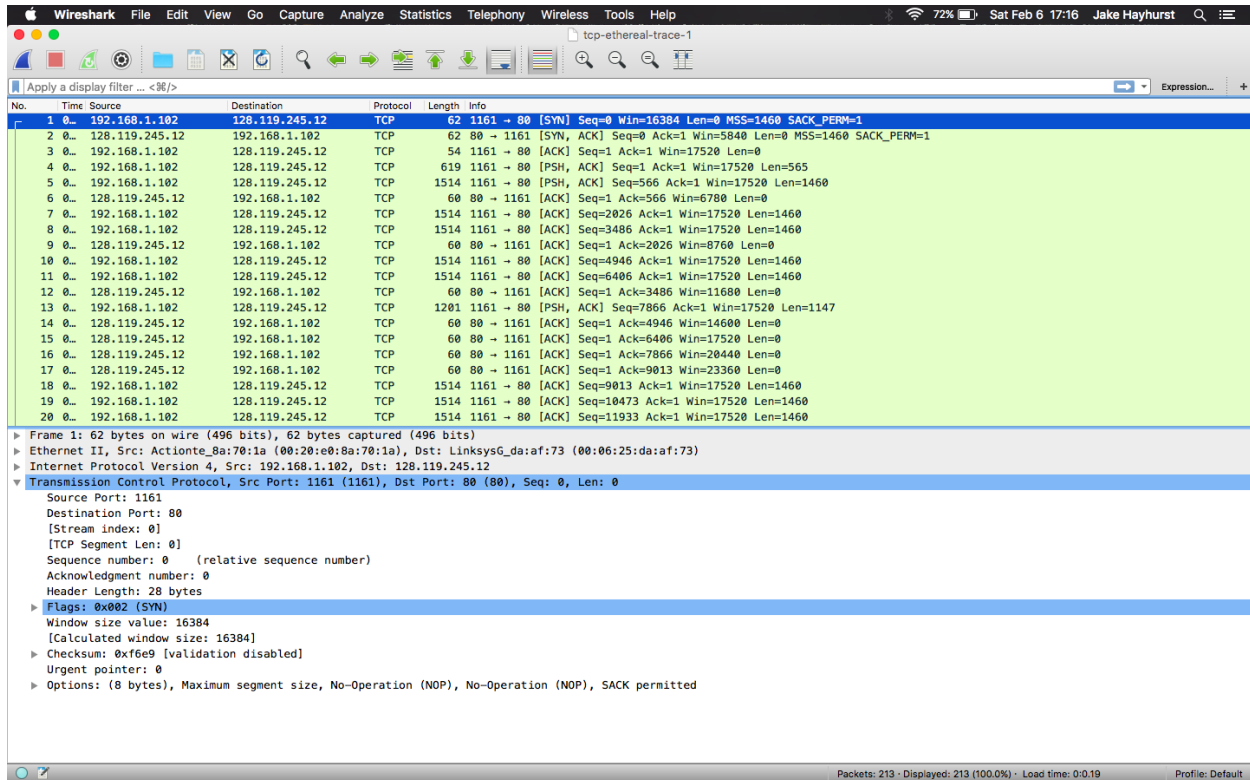 Wireshark File Edit View Go Capture Analyze Statistics Telephony Wireless Tools Help 72% Sat Feb 6 17:16 Jake Hayhurst
tcp-ethereal-trace-1
Apply a display filter ... <⌘/> Expression... +
No. Time Source Destination Protocol Length Info
1 0… 192.168.1.102 128.119.245.12 TCP 62 1161 → 80 [SYN] Seq=0 Win=16384 Len=0 MSS=1460 SACK_PERM=1
2 0… 128.119.245.12 192.168.1.102 TCP 62 80 → 1161 [SYN, ACK] Seq=0 Ack=1 Win=5840 Len=0 MSS=1460 SACK_PERM=1
3 0… 192.168.1.102 128.119.245.12 TCP 54 1161 → 80 [ACK] Seq=1 Ack=1 Win=17520 Len=0
4 0… 192.168.1.102 128.119.245.12 TCP 619 1161 → 80 [PSH, ACK] Seq=1 Ack=1 Win=17520 Len=565
5 0… 192.168.1.102 128.119.245.12 TCP 1514 1161 → 80 [PSH, ACK] Seq=566 Ack=1 Win=17520 Len=1460
6 0… 128.119.245.12 192.168.1.102 TCP 60 80 → 1161 [ACK] Seq=1 Ack=566 Win=6780 Len=0
7 0… 192.168.1.102 128.119.245.12 TCP 1514 1161 → 80 [ACK] Seq=2026 Ack=1 Win=17520 Len=1460
8 0… 192.168.1.102 128.119.245.12 TCP 1514 1161 → 80 [ACK] Seq=3486 Ack=1 Win=17520 Len=1460
9 0… 128.119.245.12 192.168.1.102 TCP 60 80 → 1161 [ACK] Seq=1 Ack=2026 Win=8760 Len=0
10 0… 192.168.1.102 128.119.245.12 TCP 1514 1161 → 80 [ACK] Seq=4946 Ack=1 Win=17520 Len=1460
11 0… 192.168.1.102 128.119.245.12 TCP 1514 1161 → 80 [ACK] Seq=6406 Ack=1 Win=17520 Len=1460
12 0… 128.119.245.12 192.168.1.102 TCP 60 80 → 1161 [ACK] Seq=1 Ack=3486 Win=11680 Len=0
13 0… 192.168.1.102 128.119.245.12 TCP 1201 1161 → 80 [PSH, ACK] Seq=7866 Ack=1 Win=17520 Len=1147
14 0… 128.119.245.12 192.168.1.102 TCP 60 80 → 1161 [ACK] Seq=1 Ack=4946 Win=14600 Len=0
15 0… 128.119.245.12 192.168.1.102 TCP 60 80 → 1161 [ACK] Seq=1 Ack=6406 Win=17520 Len=0
16 0… 128.119.245.12 192.168.1.102 TCP 60 80 → 1161 [ACK] Seq=1 Ack=7866 Win=20440 Len=0
17 0… 128.119.245.12 192.168.1.102 TCP 60 80 → 1161 [ACK] Seq=1 Ack=9013 Win=23360 Len=0
18 0… 192.168.1.102 128.119.245.12 TCP 1514 1161 → 80 [ACK] Seq=9013 Ack=1 Win=17520 Len=1460
19 0… 192.168.1.102 128.119.245.12 TCP 1514 1161 → 80 [ACK] Seq=10473 Ack=1 Win=17520 Len=1460
20 0… 192.168.1.102 128.119.245.12 TCP 1514 1161 → 80 [ACK] Seq=11933 Ack=1 Win=17520 Len=1460
Frame 1: 62 bytes on wire (496 bits), 62 bytes captured (496 bits)
Ethernet II, Src: Actionte_8a:70:1a (00:20:e0:8a:70:1a), Dst: LinksysG_da:af:73 (00:06:25:da:af:73)
Internet Protocol Version 4, Src: 192.168.1.102, Dst: 128.119.245.12
Transmission Control Protocol, Src Port: 1161 (1161), Dst Port: 80 (80), Seq: 0, Len: 0
Source Port: 1161
Destination Port: 80
[Stream index: 0]
[TCP Segment Len: 0]
Sequence number: 0 (relative sequence number)
Acknowledgment number: 0
Header Length: 28 bytes
Flags: 0x002 (SYN)
Window size value: 16384
[Calculated window size: 16384]
Checksum: 0xf6e9 [validation disabled]
Urgent pointer: 0
Options: (8 bytes), Maximum segment size, No-Operation (NOP), No-Operation (NOP), SACK permitted
Packets: 213 · Displayed: 213 (100.0%) · Load time: 0:0.19 Profile: Default